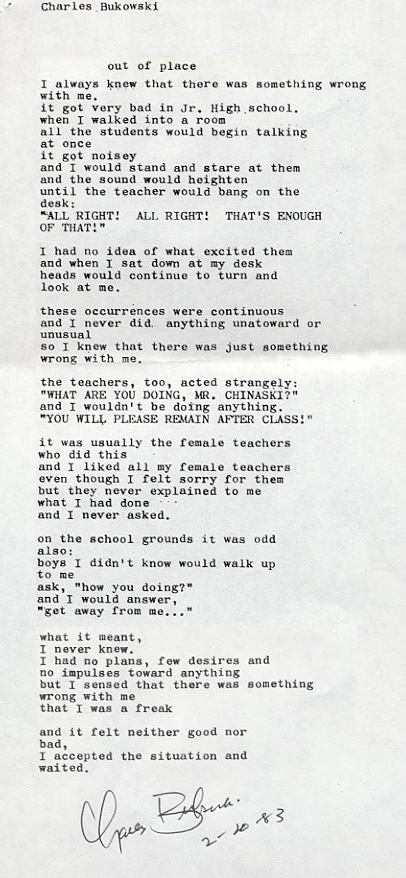 Charles Bukowski
out of place
I always knew that there was something wrong
with me.
it got very bad in Jr. High school.
when I walked into a room
all the students would begin talking
at once
it got noisey
and I would stand and stare at them
and the sound would heighten
until the teacher would bang on the
desk:
"ALL RIGHT! ALL RIGHT! THAT'S ENOUGH
OF THAT!"
I had no idea of what excited them
and when I sat down at my desk
heads would continue to turn and
look at me.
these occurrences were continuous
and I never did anything unatoward or
unusual
so I knew that there was just something
wrong with me.
the teachers, too, acted strangely:
"WHAT ARE YOU DOING, MR. CHINASKI?"
and I wouldn't be doing anything.
"YOU WILL PLEASE REMAIN AFTER CLASS!"
it was usually the female teachers
who did this
and I liked all my female teachers
even though I felt sorry for them
but they never explained to me
what I had done
and I never asked.
on the school grounds it was odd
also:
boys I didn't know would walk up
to me
ask, "how you doing?"
and I would answer,
"get away from me..."
what it meant,
I never knew.
I had no plans, few desires and
no impulses toward anything
but I sensed that there was something
wrong with me
that I was a freak
and it felt neither good nor
bad,
I accepted the situation and
waited.
Charles Bukowski
2-20-83